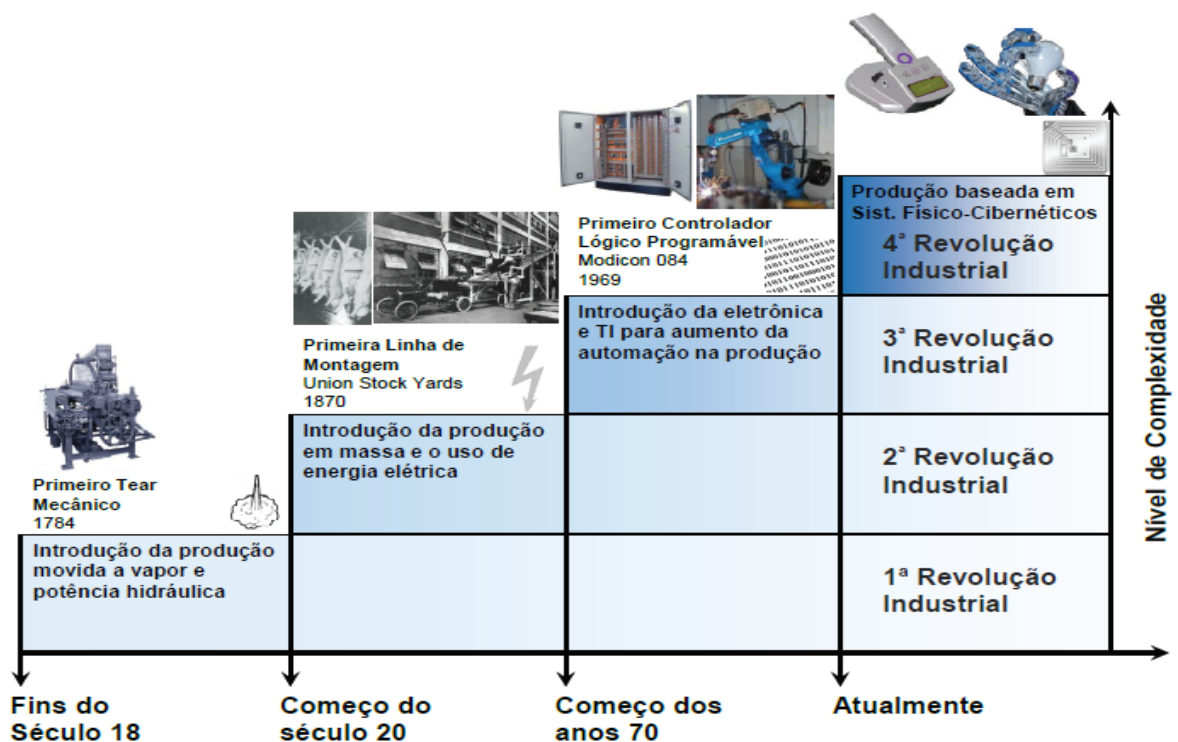 Produção baseada em
Sist. Físico-Cibernéticos
4ª Revolução
Industrial
Primeiro Controlador
Lógico Programável
Modicon 084
1969
Introdução da eletrônica
e TI para aumento da
automação na produção
3ª Revolução
Industrial
Primeira Linha de
Montagem
Union Stock Yards
1870
Introdução da produção
em massa e o uso de
energia elétrica
2ª Revolução
Industrial
Primeiro Tear
Mecânico
1784
Introdução da produção
movida a vapor e
potência hidráulica
1ª Revolução
Industrial
Nível de Complexidade
Fins do
Século 18
Começo do
século 20
Começo dos
anos 70
Atualmente